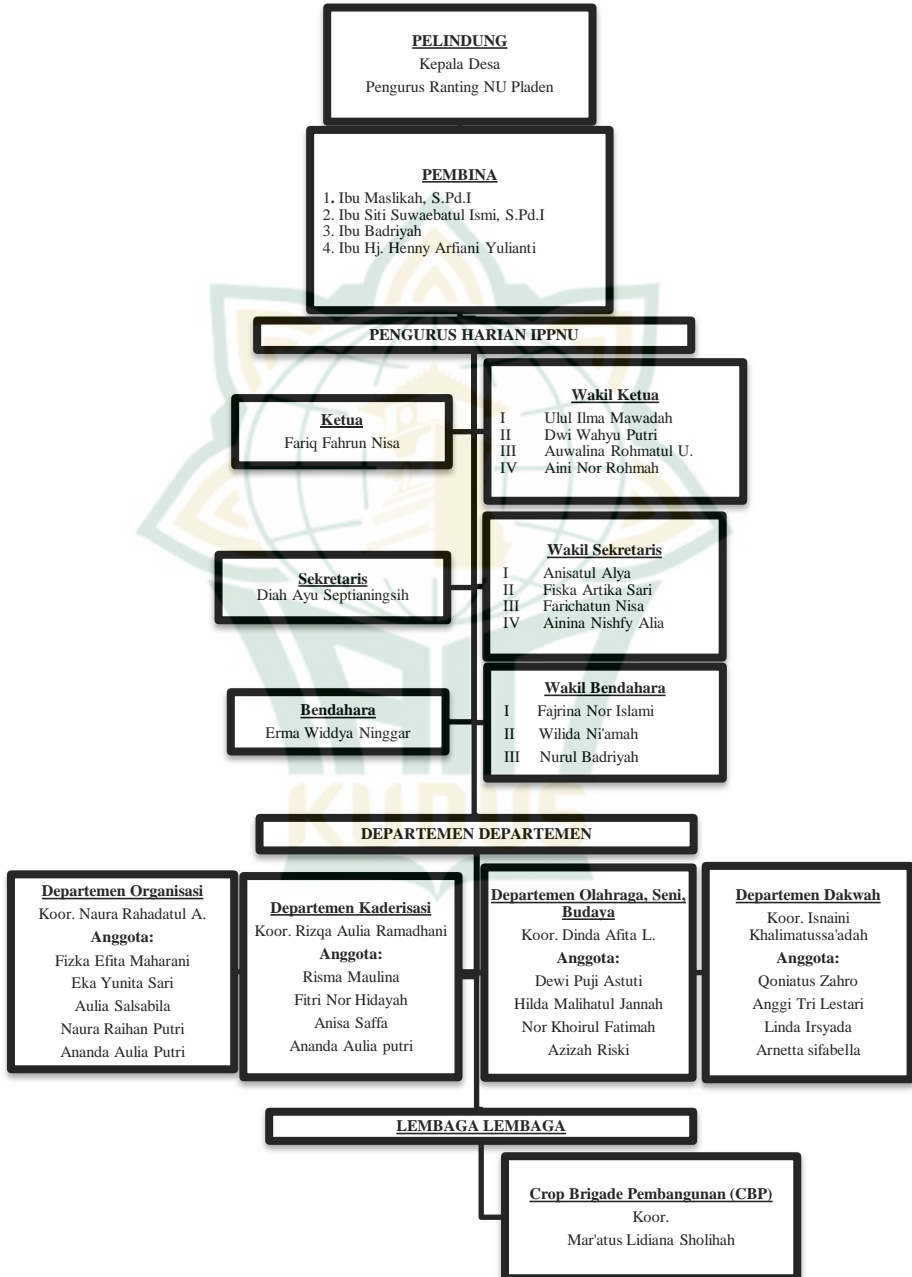 PELINDUNG
Kepala Desa
Pengurus Ranting NU Pladen
PEMBINA
1. Ibu Maslikah, S.Pd.I
2. Ibu Siti Suwaebatul Ismi, S.Pd.I
3. Ibu Badriyah
4. Ibu Hj. Henny Arfiani Yulianti
PENGURUS HARIAN IPPNU
Ketua
Fariq Fahrun Nisa
Wakil Ketua
I Ulul Ilma Mawadah
II Dwi Wahyu Putri
III Auwalina Rohmatul U.
IV Aini Nor Rohmah
Sekretaris
Diah Ayu Septianingsih
Wakil Sekretaris
I Anisatul Alya
II Fiska Artika Sari
III Farichatun Nisa
IV Ainina Nishfy Alia
Bendahara
Erma Widdya Ninggar
Wakil Bendahara
I Fajrina Nor Islami
II Wilida Ni'amah
III Nurul Badriyah
KUDUS
DEPARTEMEN DEPARTEMEN
Departemen Organisasi
Koor. Naura Rahadatul A.
Anggota:
Fizka Efita Maharani
Eka Yunita Sari
Aulia Salsabila
Naura Raihan Putri
Ananda Aulia Putri
Departemen Kaderisasi
Koor. Rizqa Aulia Ramadhani
Anggota:
Risma Maulina
Fitri Nor Hidayah
Anisa Saffa
Ananda Aulia putri
Departemen Olahraga, Seni,
Budaya
Koor. Dinda Afita L.
Anggota:
Dewi Puji Astuti
Hilda Malihatul Jannah
Nor Khoirul Fatimah
Azizah Riski
Departemen Dakwah
Koor. Isnaini
Khalimatussa'adah
Anggota:
Qoniatus Zahro
Anggi Tri Lestari
Linda Irsyada
Arnetta sifabella
LEMBAGA LEMBAGA
Crop Brigade Pembangunan (CBP)
Koor.
Mar'atus Lidiana Sholihah